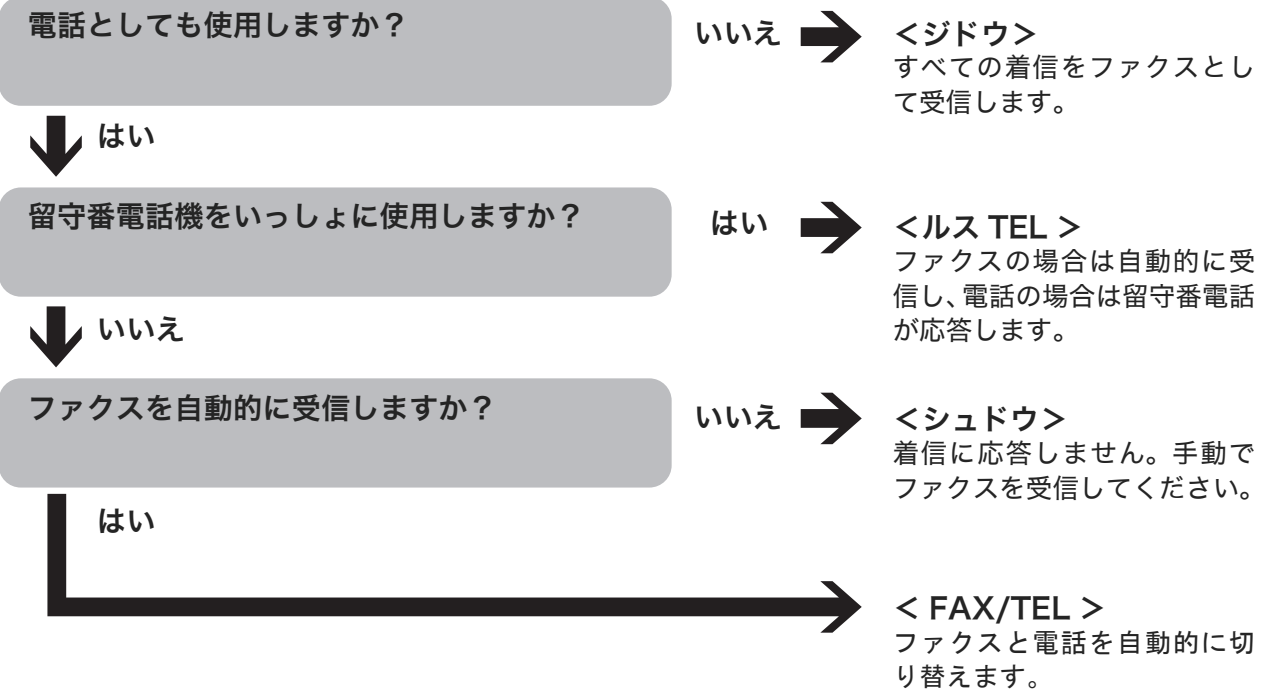 電話としても使用しますか？
いいえ
＜ジドウ＞
すべての着信をファクスとし
て受信します。
はい
留守番電話機をいっしょに使用しますか？
はい
＜ルス TEL ＞
ファクスの場合は自動的に受
信し、電話の場合は留守番電話
が応答します。
いいえ
ファクスを自動的に受信しますか？
いいえ
＜シュドウ＞
着信に応答しません。手動で
ファクスを受信してください。
はい
＜ FAX/TEL ＞
ファクスと電話を自動的に切
り替えます。